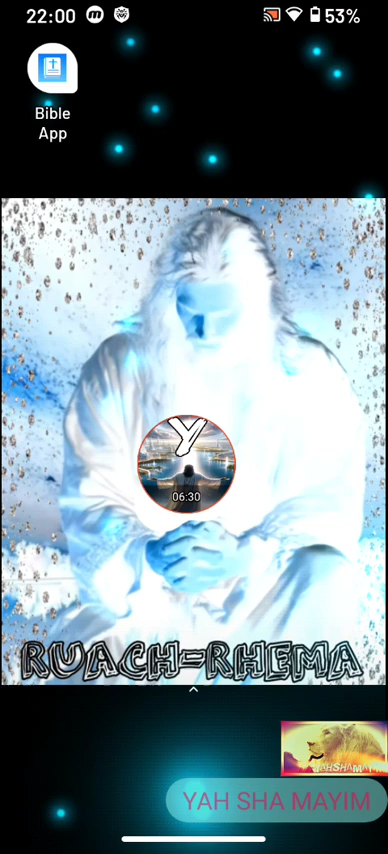 22:00
53%
Bible
App
Y
06:30
RUACH=RHEMA
YAHSHAMAYIM
YAH SHA MAYIM